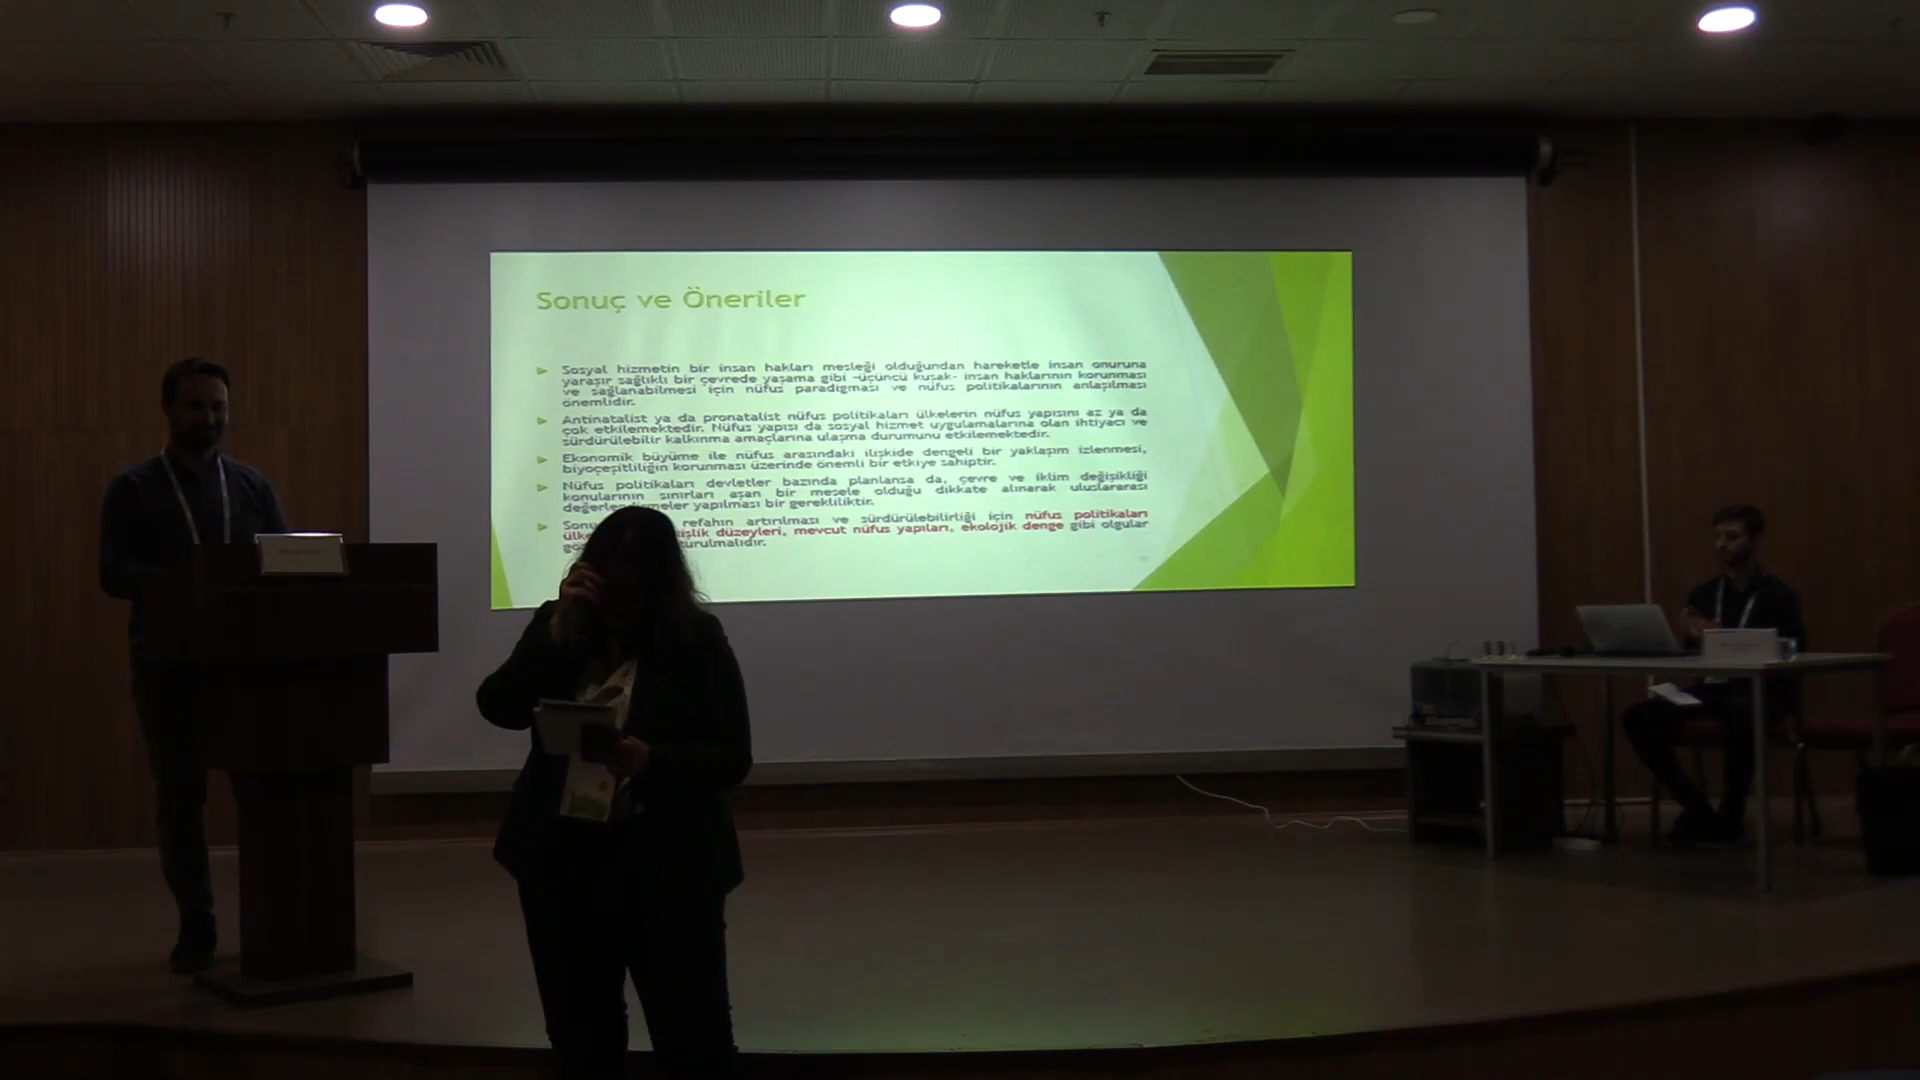 Sonuç ve Öneriler
Sosyal hizmetin bir insan hakları mesleği olduğundan hareketle insan onuruna
yaraşır sağlıklı bir çevrede yaşama gibi -üçüncü kuşak- insan haklarının korunması
ve sağlanabilmesi için nüfus paradigması ve nüfus politikalarının anlaşılması
önemlidir.
Antinatalist ya da pronatalist nüfus politikaları ülkelerin nüfus yapısını az ya da
çok etkilemektedir. Nüfus yapısı da sosyal hizmet uygulamalarına olan ihtiyacı ve
sürdürülebilir kalkınma amaçlarına ulaşma durumunu etkilemektedir.
Ekonomik büyüme ile nüfus arasındaki ilişkide dengeli bir yaklaşım izlenmesi,
biyoçeşitliliğin korunması üzerinde önemli bir etkiye sahiptir.
Nüfus politikaları devletler bazında planlansa da, çevre ve iklim değişikliği
konularının sınırları aşan bir mesele olduğu dikkate alınarak uluslararası
değerlendirmeler yapılması bir gerekliliktir.
refahın artırılması ve sürdürülebilirliği için nüfus politikaları
düzeyleri, mevcut nüfus yapıları, ekolojik denge gibi olgular